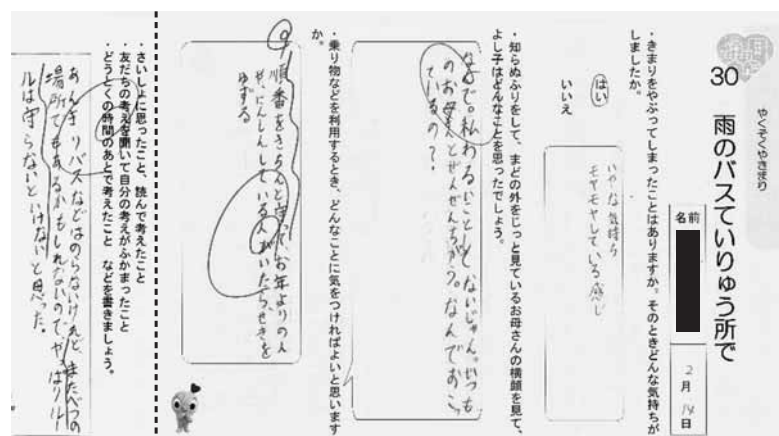 やくそくやきまり
30　雨のバスていりゅう所で
名前
2月14日
・きまりをやぶってしまったことはありますか。そのときどんな気持ちが
しましたか。
はい
いいえ
いやな気持ち
モヤモヤしている感じ
・知らぬふりをして、まどの外をじっと見ているお母さんの横顔を見て、
よし子はどんなことを思ったでしょう。
なんで。私わるいことしてないじゃん。いつも
のお母さんとぜんぜんちがう。なんでおこっ
ているの？
・乗り物などを利用するとき、どんなことに気をつければよいと思います
か。
順番をきちんと守って、お年よりの人
や、にんしんしている人がいたら、せきを
ゆずる
・さいしょに思ったこと、読んで考えたこと
・友だちの考えを聞いて自分の考えがふかまったこと
・どうとくの時間のあとで考えたこと　などを書きましょう。
あんまりバスなどはのらないけれど、またべつの
場所でもあるかもしれないので、やっぱりルー
ルは守らないといけないと思った。